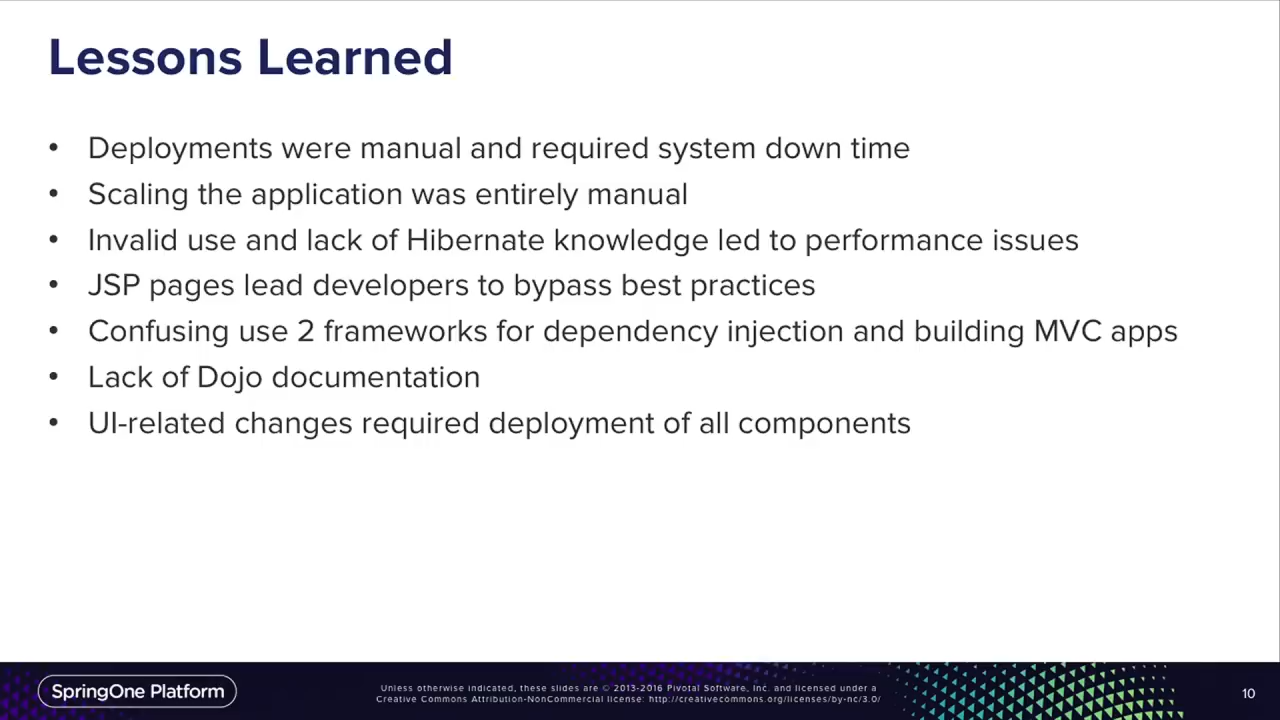 Lessons Learned
• Deployments were manual and required system down time
• Scaling the application was entirely manual
• Invalid use and lack of Hibernate knowledge led to performance issues
• JSP pages lead developers to bypass best practices
• Confusing use 2 frameworks for dependency injection and building MVC apps
• Lack of Dojo documentation
• UI-related changes required deployment of all components
SpringOne Platform
Unless otherwise indicated, these slides are © 2013-2016 Pivotal Software, Inc. and licensed under a
Creative Commons Attribution-NonCommercial license: http://creativecommons.org/licenses/by-nc/3.0/
10